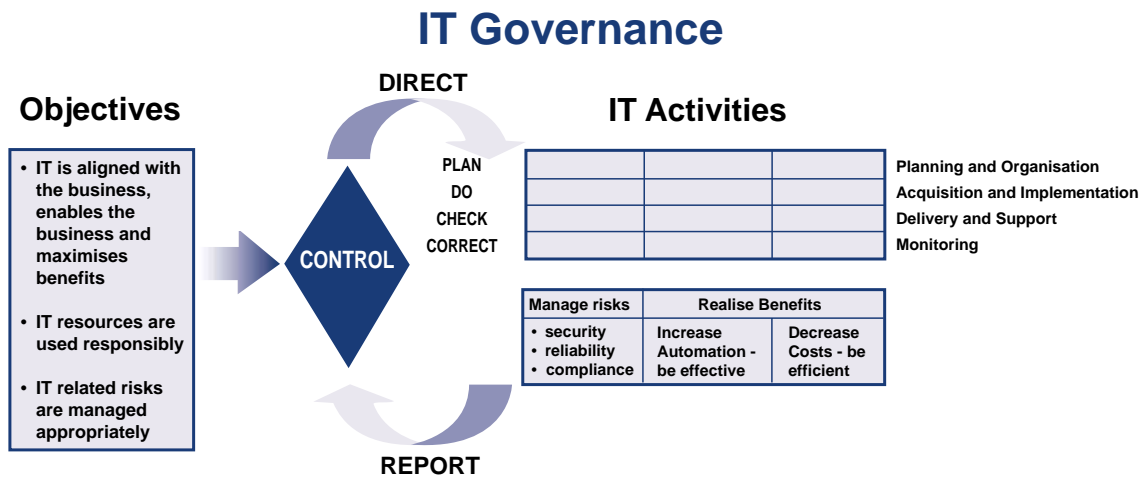 IT Governance
DIRECT
Objectives
IT Activities
• IT is aligned with
the business,
enables the
business and
maximises
benefits
• IT resources are
used responsibly
• IT related risks
are managed
appropriately
CONTROL
PLAN
DO
CHECK
CORRECT
Planning and Organisation
Acquisition and Implementation
Delivery and Support
Monitoring
Manage risks
• security
• reliability
• compliance
Realise Benefits
Increase
Automation -
be effective
Decrease
Costs - be
efficient
REPORT